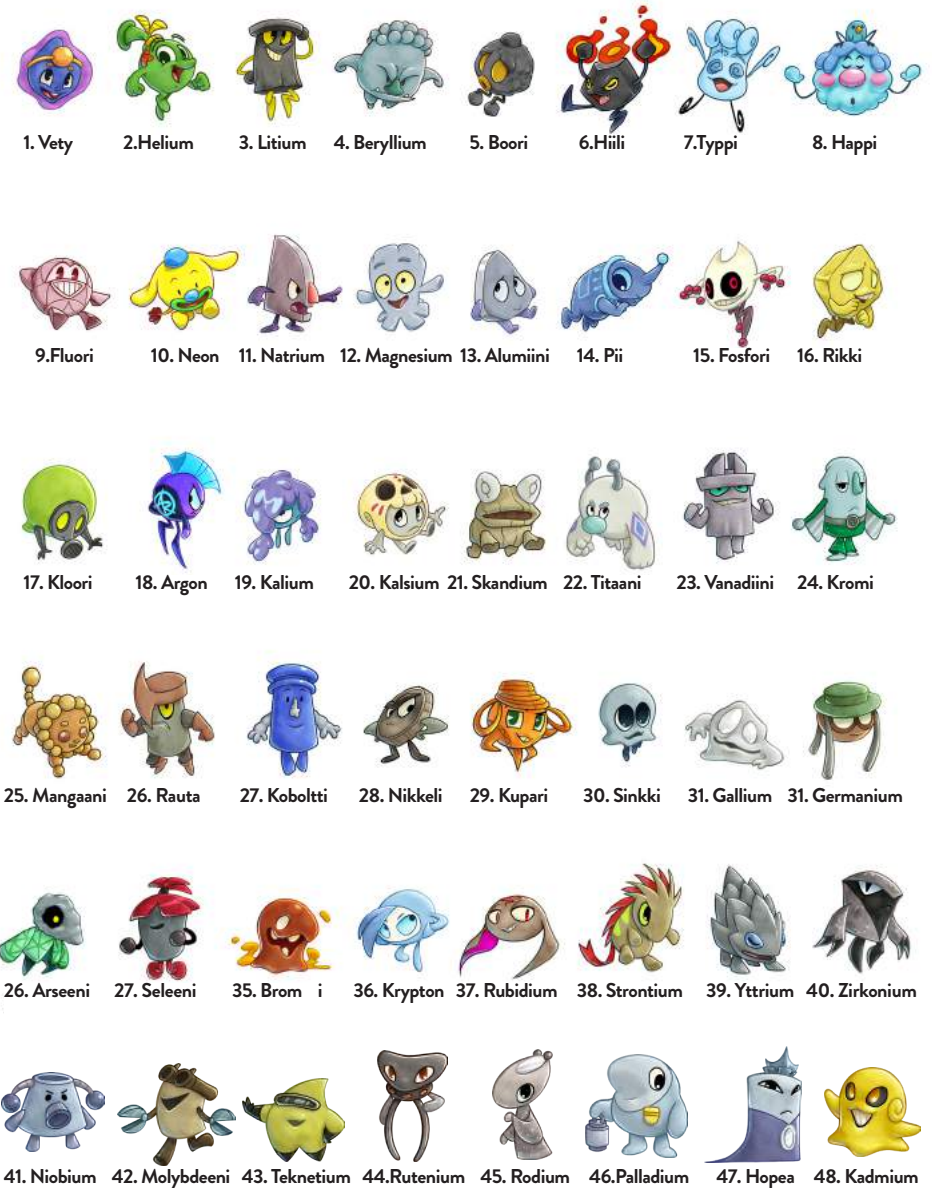 1. Vety 2.Helium 3. Litium 4. Beryllium 5. Boori 6.Hiili 7.Typpi 8. Happi
9.Fluori 10. Neon 11. Natrium 12. Magnesium 13. Alumiini 14. Pii 15. Fosfori 16. Rikki
17. Kloori 18. Argon 19. Kalium 20. Kalsium 21. Skandium 22. Titaani 23. Vanadiini 24. Kromi
25. Mangaani 26. Rauta 27. Koboltti 28. Nikkeli 29. Kupari 30. Sinkki 31. Gallium 31. Germanium
26. Arseeni 27. Seleeni 35. Brom i 36. Krypton 37. Rubidium 38. Strontium 39. Yttrium 40. Zirkonium
41. Niobium 42. Molybdeeni 43. Teknetium 44.Rutenium 45. Rodium 46.Palladium 47. Hopea 48. Kadmium